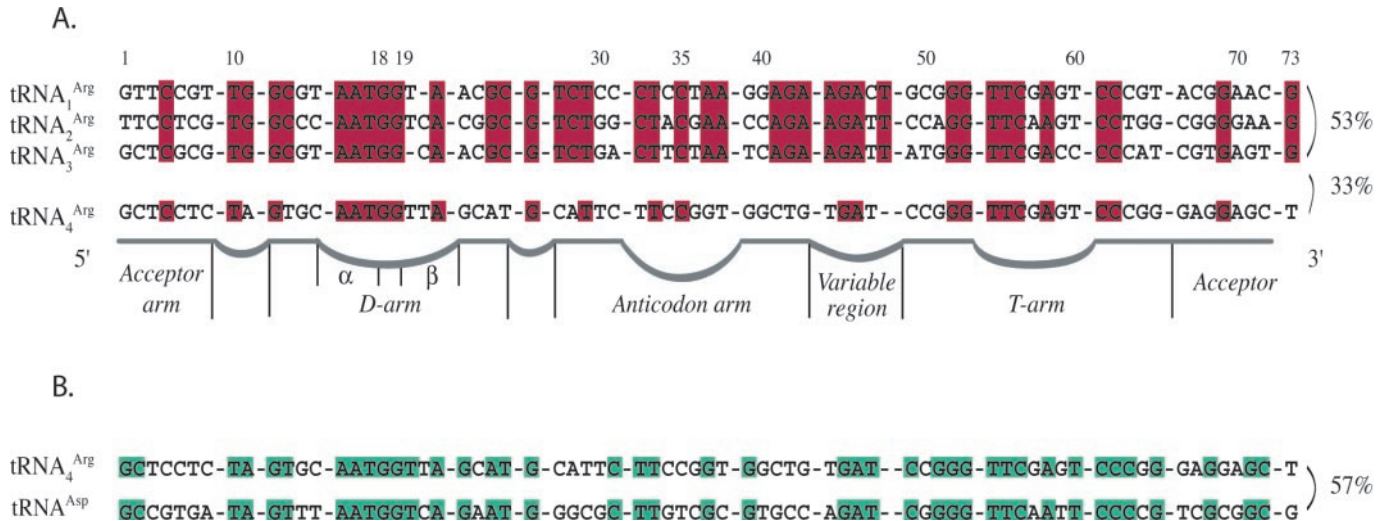 A.
1 10 18 19 30 35 40 50 60 70 73
tRNA₁ᴬʳᵍ GTTCCGT-TG-GCGT-AATGGT-A-ACGC-G-TCTCC-CTCCTAA-GGAGA-AGACT-GCGGG-TTCGAGT-CCCGT-ACGGAAC-G
tRNA₂ᴬʳᵍ TTCCTCG-TG-GCCC-AATGGTCA-CGGC-G-TCTGG-CTACGAA-CCAGA-AGATT-CCAGG-TTCAAGT-CCTGG-CGGGGAA-G
53%
tRNA₃ᴬʳᵍ GCTCGCG-TG-GCGT-AATGG-CA-ACGC-G-TCTGA-CTTCTAA-TCAGA-AGATT-ATGGG-TTCGACC-CCCAT-CGTGAGT-G
33%
tRNA₄ᴬʳᵍ GCTCCTC-TA-GTGC-AATGGTTA-GCAT-G-CATTC-TTCCGGT-GGCTG-TGAT-CCGGG-TTCGAGT-CCCGG-GAGGAGC-T
5' 3'
Acceptor arm α β D-arm Anticodon arm Variable region T-arm Acceptor
B.
tRNA₄ᴬʳᵍ GCTCCTC-TA-GTGC-AATGGTTA-GCAT-G-CATTC-TTCCGGT-GGCTG-TGAT-CCGGG-TTCGAGT-CCCGG-GAGGAGC-T
57%
tRNAᴬˢᵖ GCCGTGA-TA-GTTT-AATGGTCA-GAAT-G-GGCGC-TTGTCGC-GTGCC-AGAT-CGGGG-TTCAATT-CCCCG-TCGCGGC-G